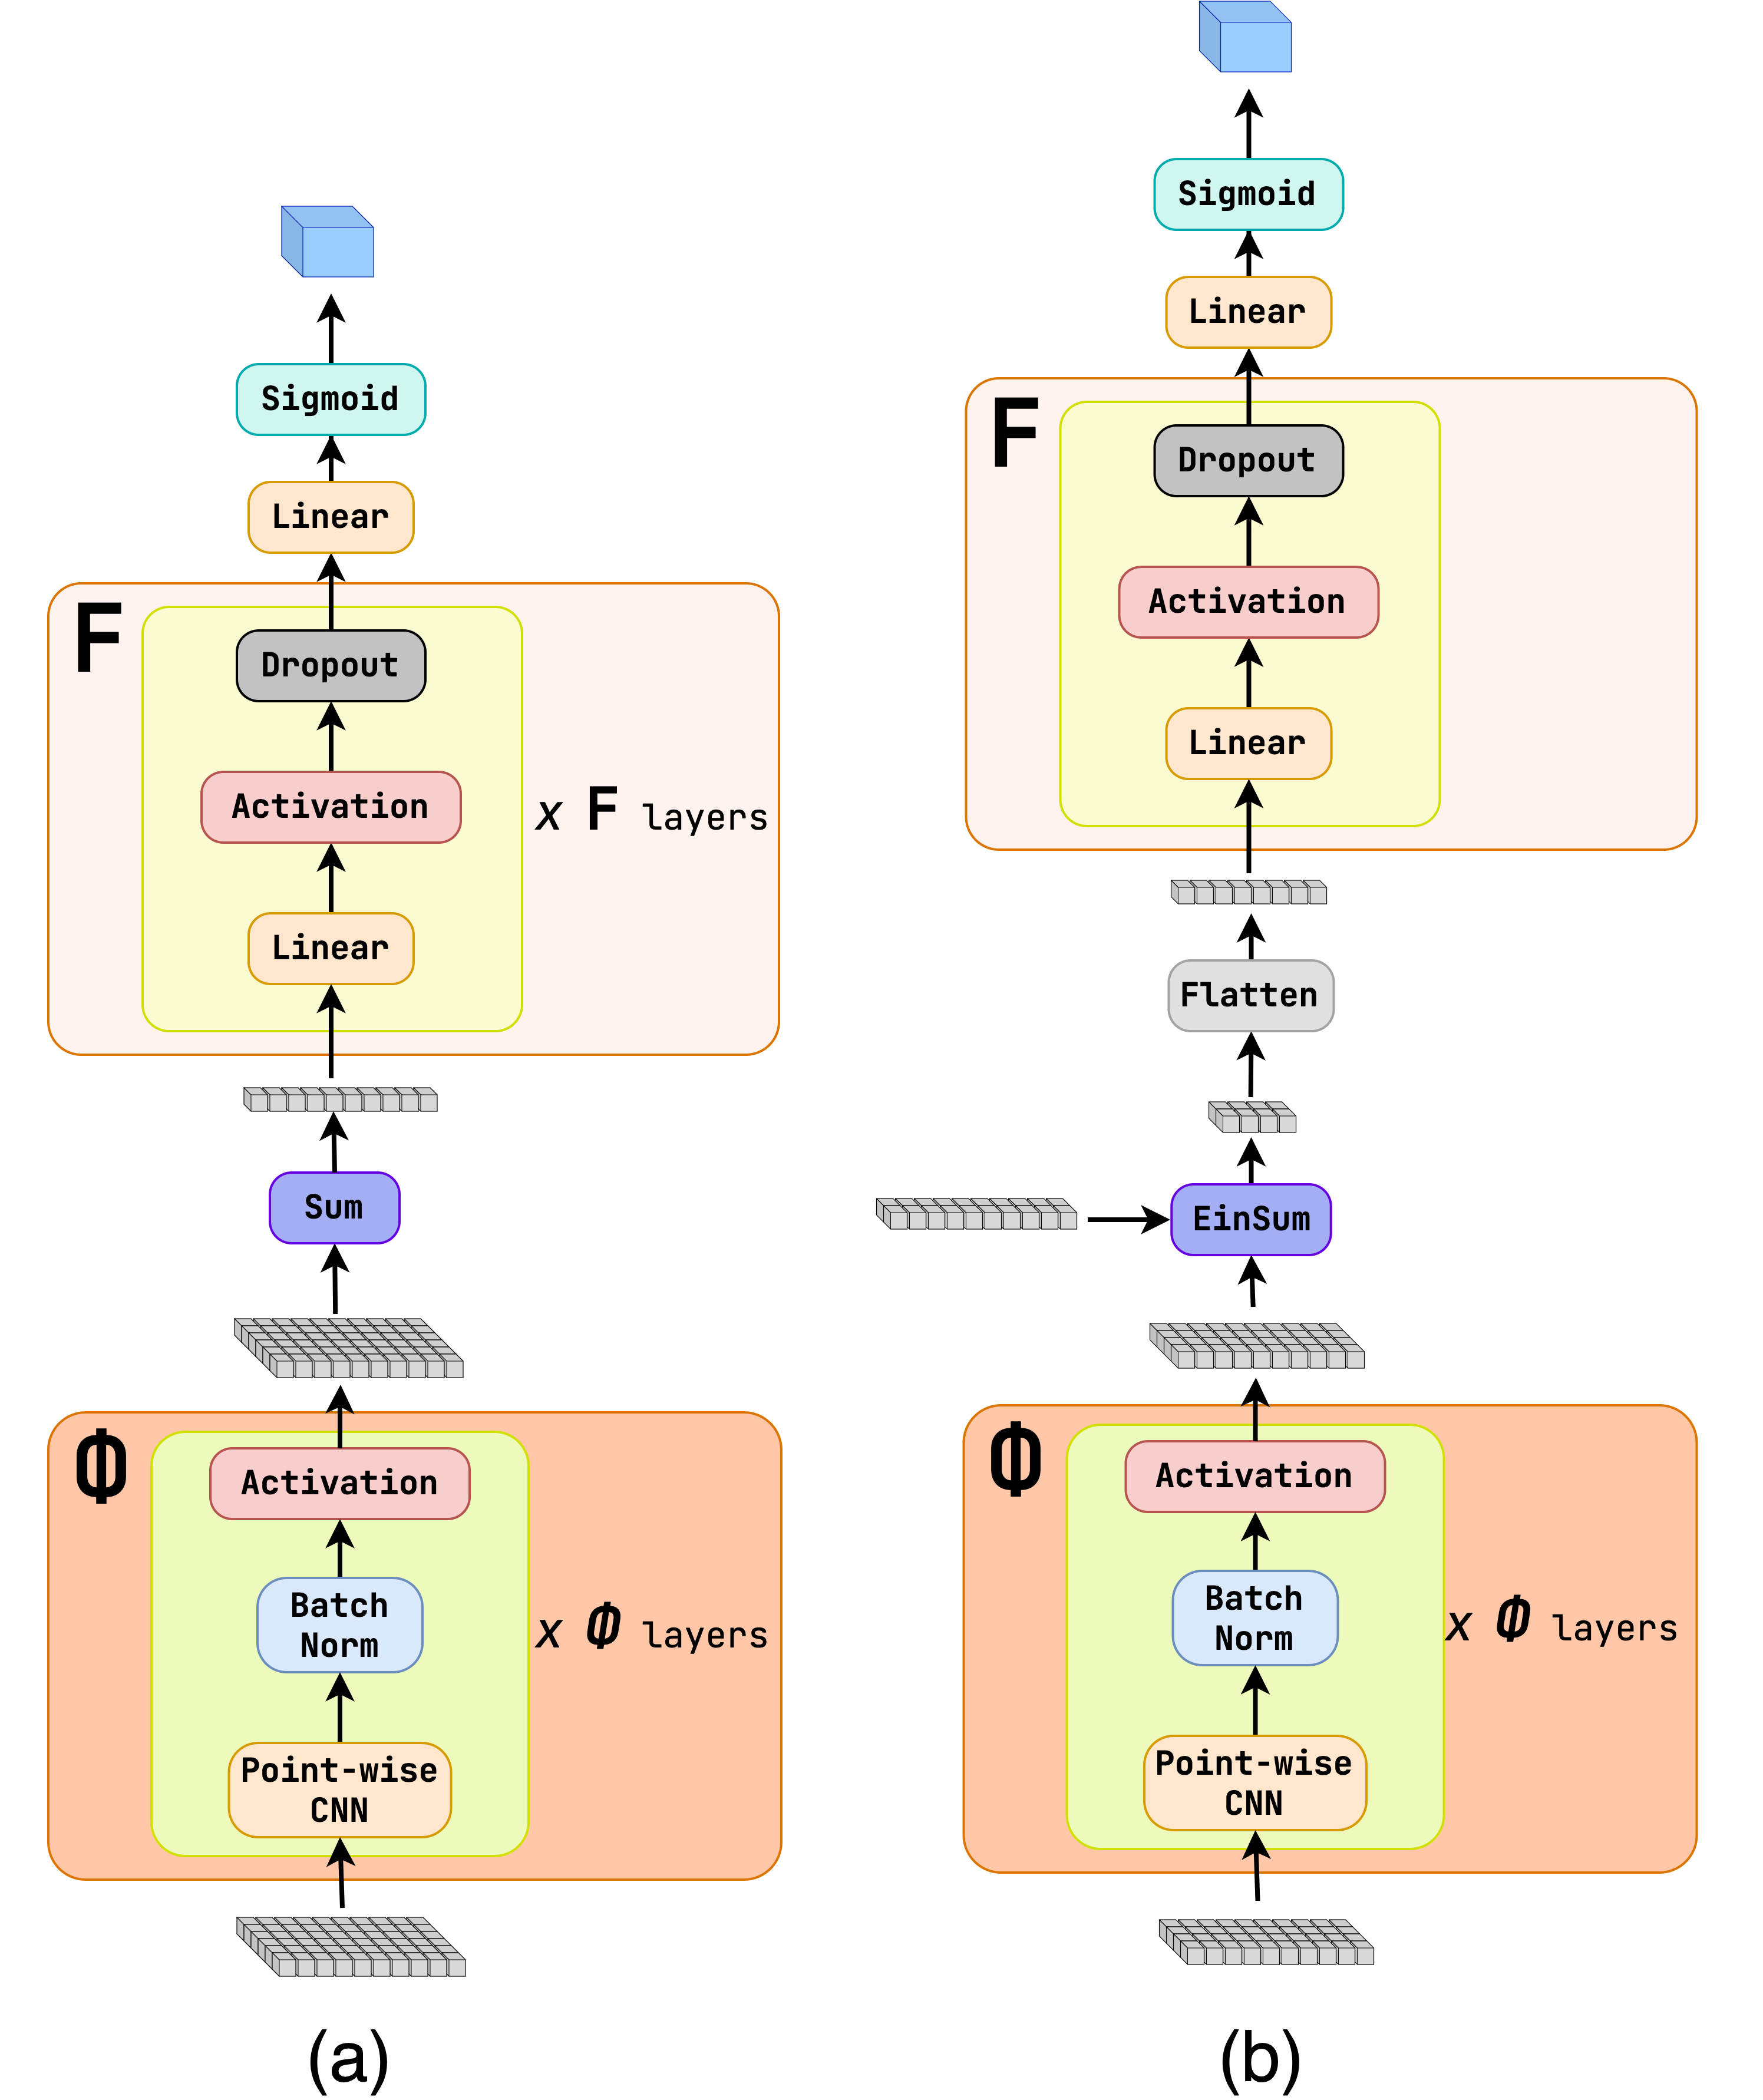 Sigmoid
Linear
F
Dropout
Activation
x F layers
Linear
Sum
Φ
Activation
Batch
Norm
x Φ layers
Point-wise
CNN
(a)
Sigmoid
Linear
F
Dropout
Activation
Linear
Flatten
EinSum
Φ
Activation
Batch
Norm
x Φ layers
Point-wise
CNN
(b)